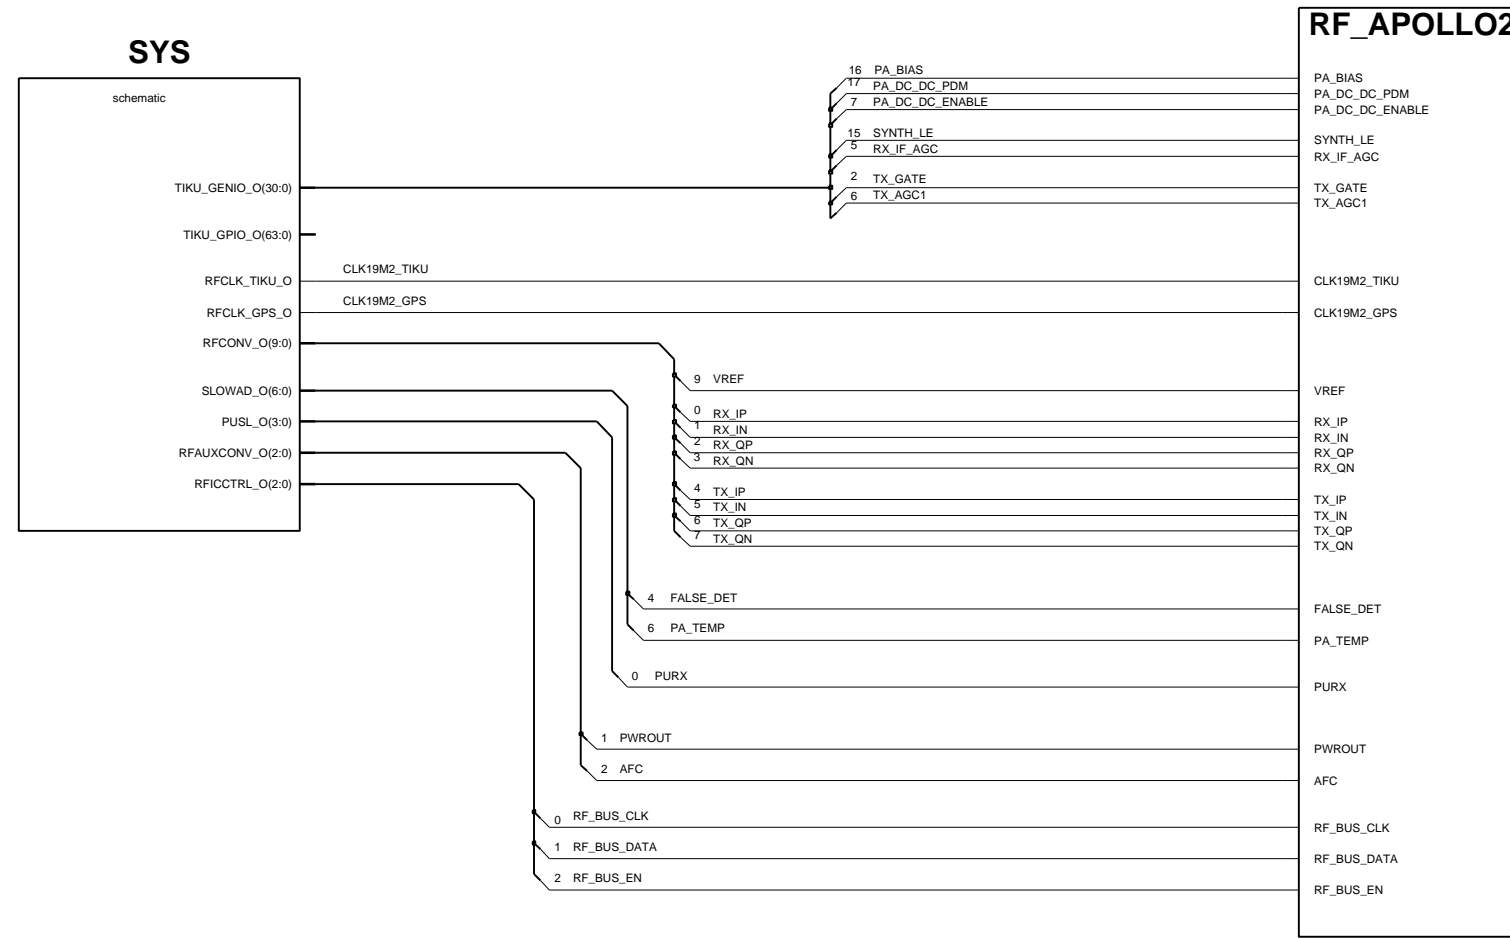 RF_APOLLO2
SYS
schematic
16 PA_BIAS
PA_BIAS
17 PA_DC_DC_PDM
PA_DC_DC_PDM
7 PA_DC_DC_ENABLE
PA_DC_DC_ENABLE
15 SYNTH_LE
SYNTH_LE
5 RX_IF_AGC
RX_IF_AGC
TIKU_GENIO_O(30:0)
2 TX_GATE
TX_GATE
6 TX_AGC1
TX_AGC1
TIKU_GPIO_O(63:0)
RFCLK_TIKU_O
CLK19M2_TIKU
CLK19M2_TIKU
RFCLK_GPS_O
CLK19M2_GPS
CLK19M2_GPS
RFCONV_O(9:0)
SLOWAD_O(6:0)
9 VREF
VREF
PUSL_O(3:0)
0 RX_IP
RX_IP
1 RX_IN
RX_IN
RFAUXCONV_O(2:0)
2 RX_QP
RX_QP
3 RX_QN
RX_QN
RFICCTRL_O(2:0)
4 TX_IP
TX_IP
5 TX_IN
TX_IN
6 TX_QP
TX_QP
7 TX_QN
TX_QN
4 FALSE_DET
FALSE_DET
6 PA_TEMP
PA_TEMP
0 PURX
PURX
1 PWROUT
PWROUT
2 AFC
AFC
0 RF_BUS_CLK
RF_BUS_CLK
1 RF_BUS_DATA
RF_BUS_DATA
2 RF_BUS_EN
RF_BUS_EN